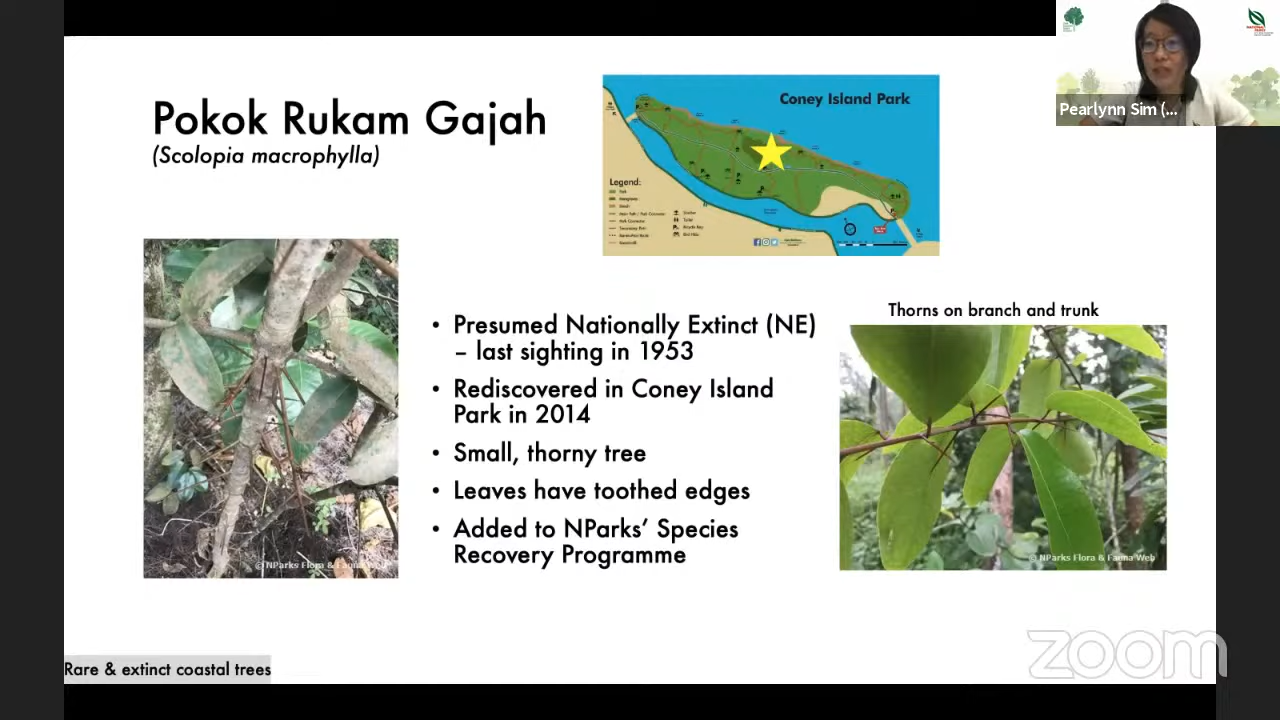 Pokok Rukam Gajah
(Scolopia macrophylla)
Coney Island Park
Legend:
Pearlynn Sim (...
• Presumed Nationally Extinct (NE)
– last sighting in 1953
• Rediscovered in Coney Island
Park in 2014
• Small, thorny tree
• Leaves have toothed edges
• Added to NParks’ Species
Recovery Programme
Thorns on branch and trunk
© NParks Flora & Fauna Web
© NParks Flora & Fauna Web
Rare & extinct coastal trees
zoom